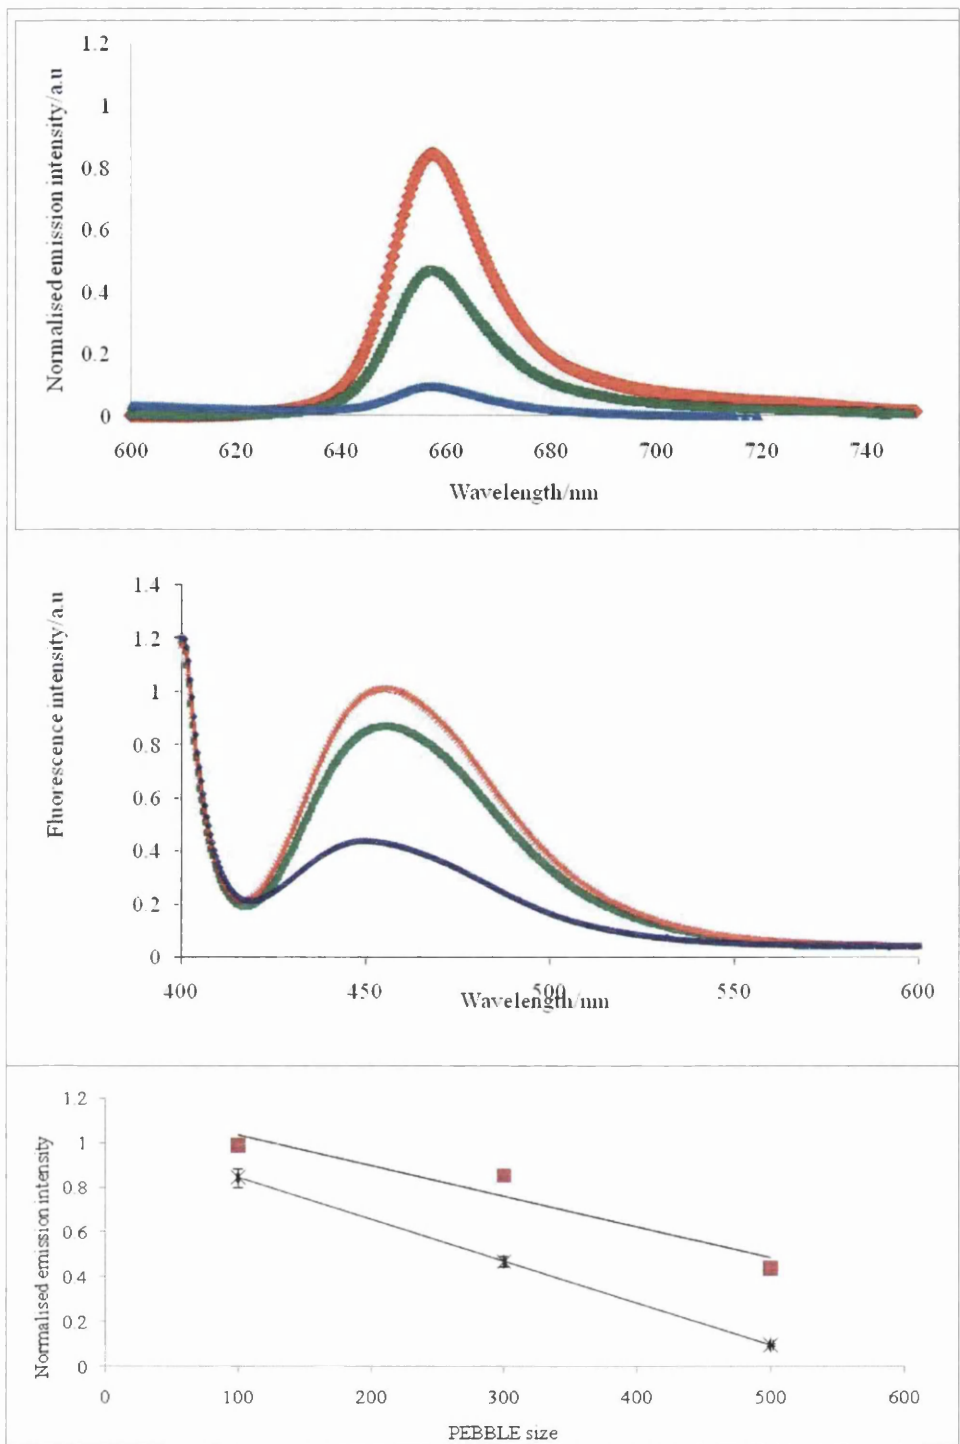 1.2
1
0.8
0.6
0.4
0.2
0
Normalised emission intensity/a.u
600 620 640 660 680 700 720 740
Wavelength/nm
1.4
1.2
1
0.8
0.6
0.4
0.2
0
Fluorescence intensity/a.u
400 450 500 550 600
Wavelength/nm
1.2
1
0.8
0.6
0.4
0.2
0
Normalised emission intensity
0 100 200 300 400 500 600
PEBBLE size